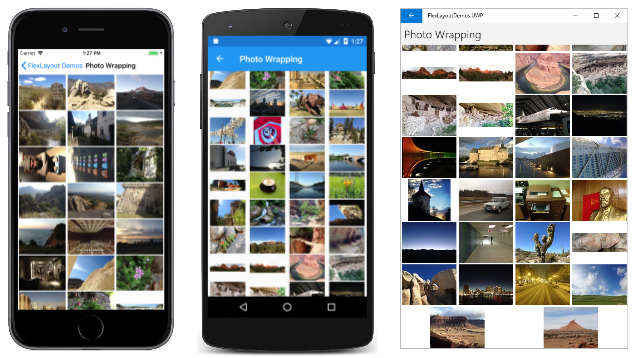 Carrier 1:27 PM
FlexLayout Demos Photo Wrapping
1:27
Photo Wrapping
FlexLayoutDemos.UWP
Photo Wrapping